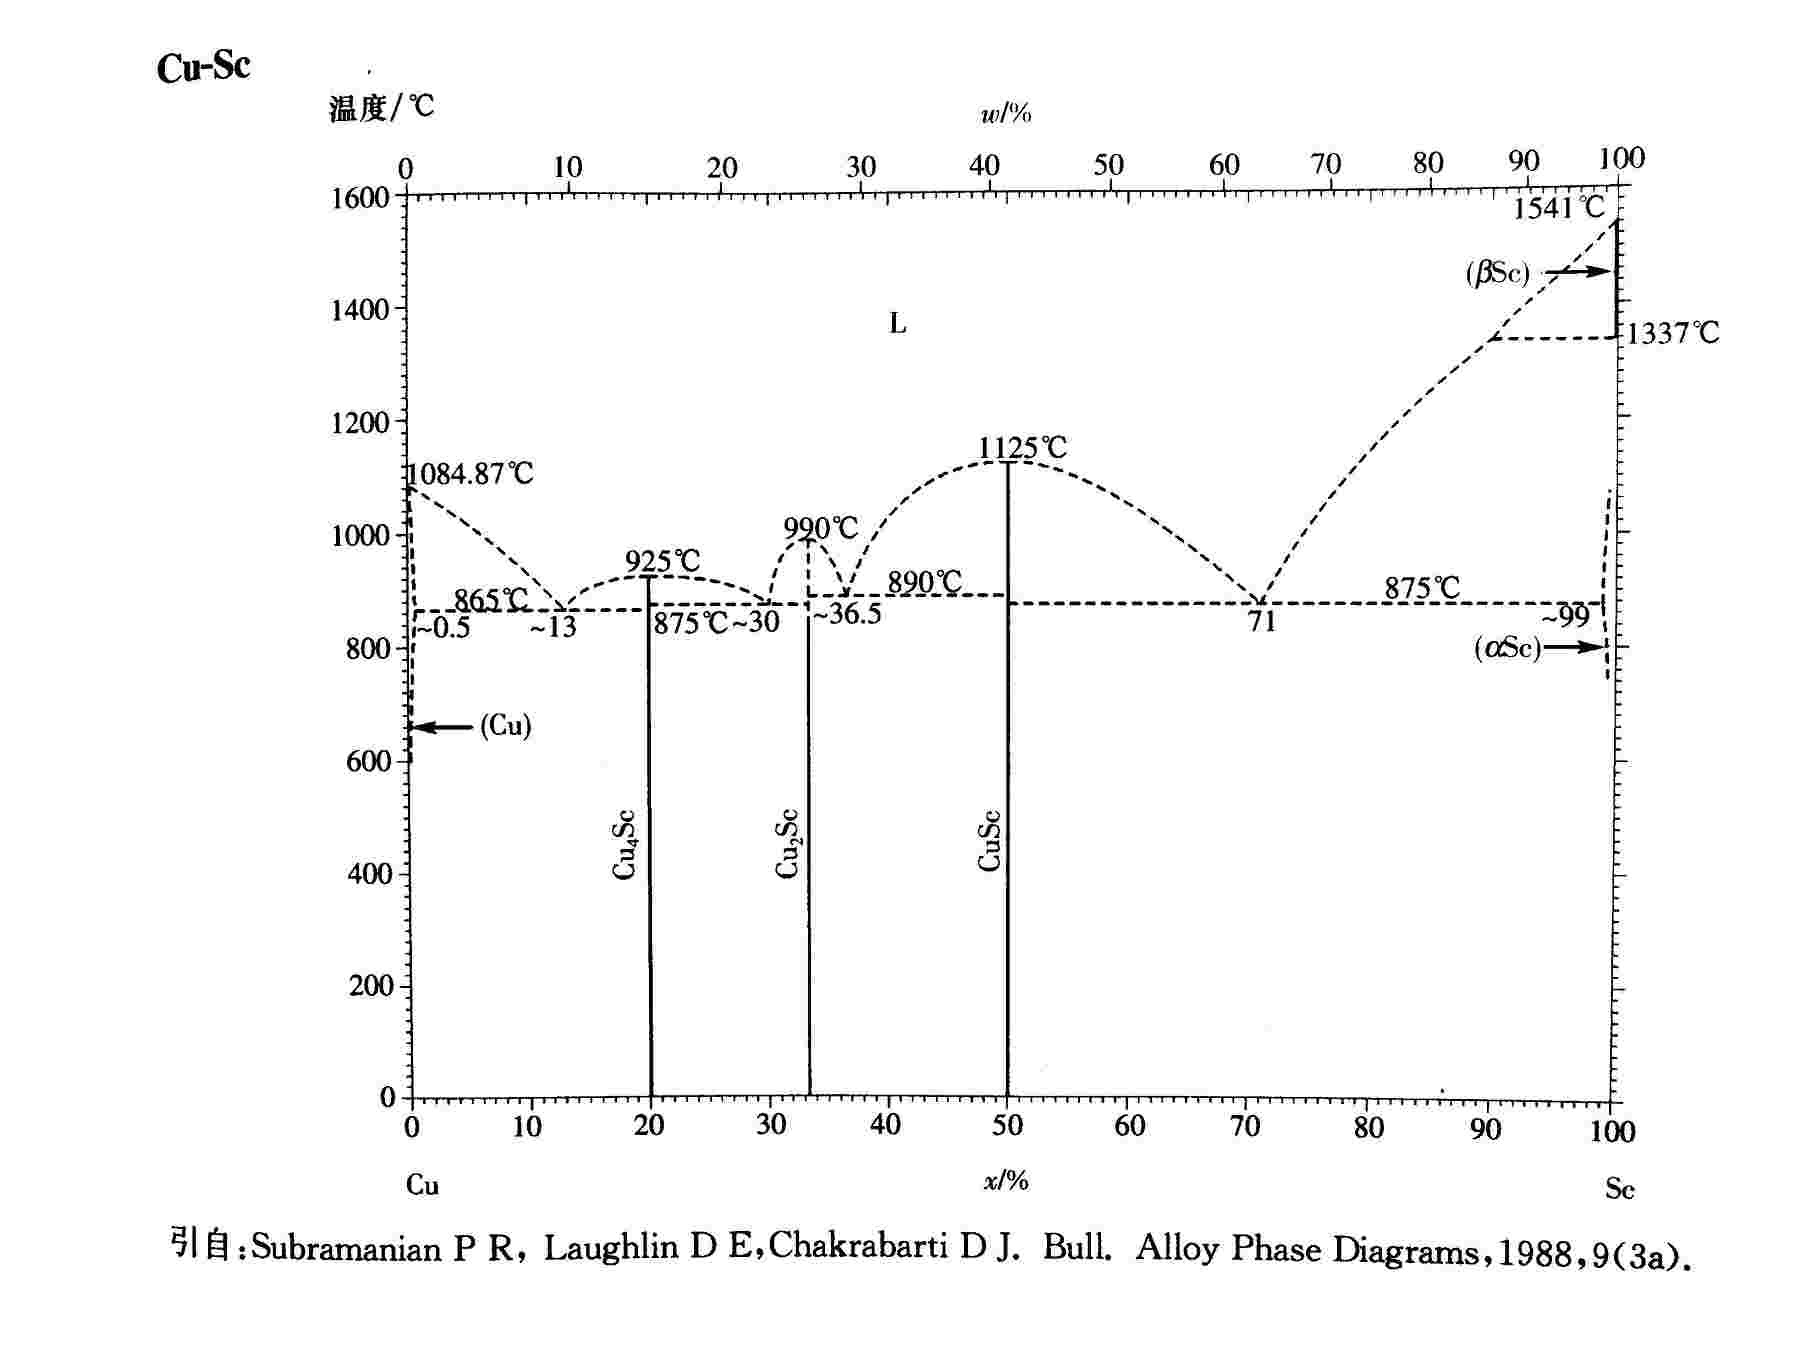 Cu-Sc
温度/℃
w/%
0 10 20 30 40 50 60 70 80 90 100
1600
1541℃
(βSc)
1400
L
1337℃
1200
1125℃
1084.87℃
1000
990℃
925℃
890℃
875℃
865℃
~0.5
~13
875℃
~30
~36.5
71
~99
800
(αSc)
(Cu)
600
Cu₄Sc
Cu₂Sc
CuSc
400
200
0
0 10 20 30 40 50 60 70 80 90 100
Cu
x/%
Sc
引自:Subramanian P R, Laughlin D E,Chakrabarti D J. Bull. Alloy Phase Diagrams,1988,9(3a).